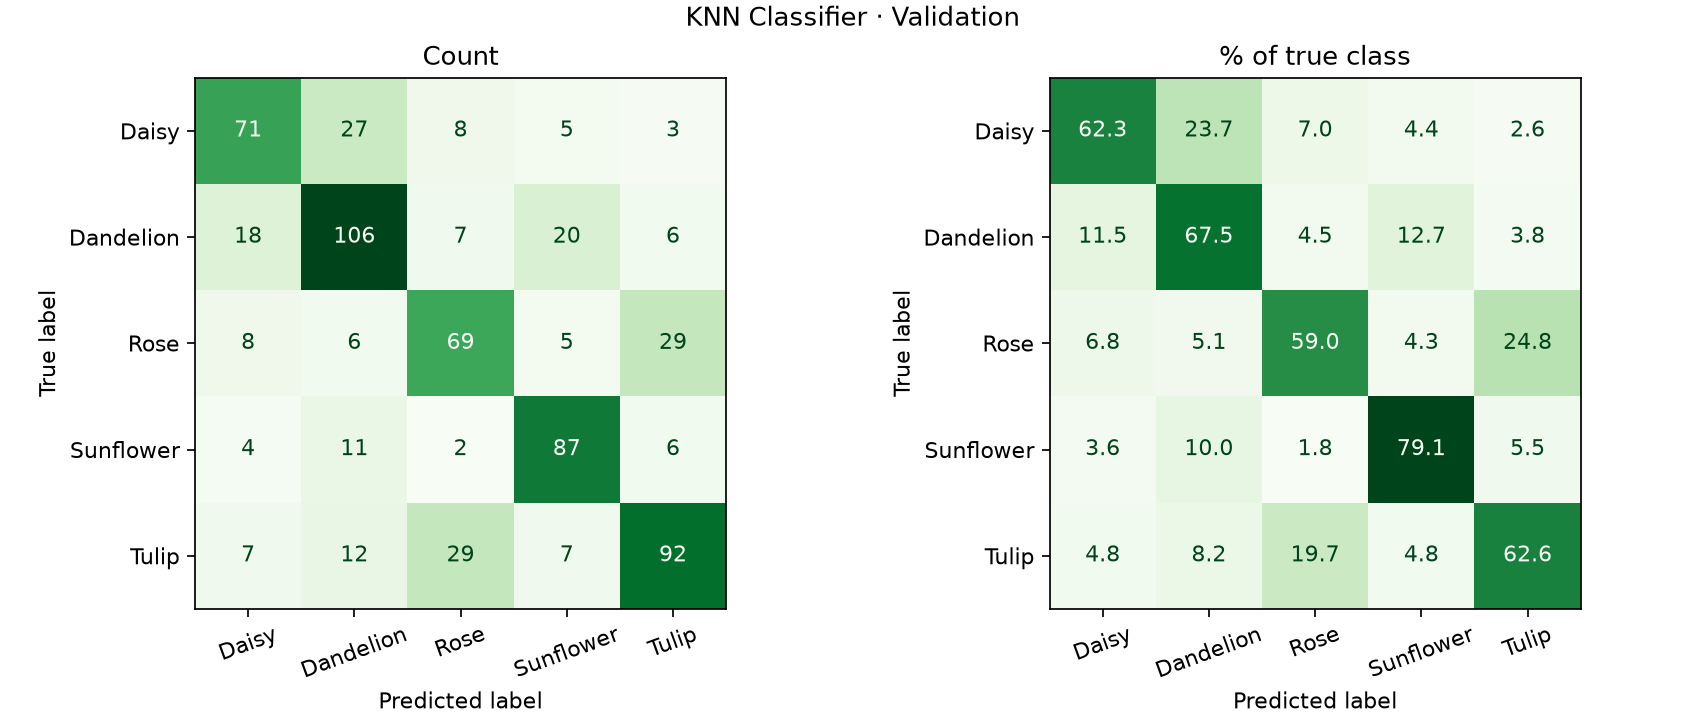 KNN Classifier · Validation
Count
Daisy 71 27 8 5 3
Dandelion 18 106 7 20 6
Rose 8 6 69 5 29
Sunflower 4 11 2 87 6
Tulip 7 12 29 7 92
Daisy Dandelion Rose Sunflower Tulip
Predicted label
True label
% of true class
Daisy 62.3 23.7 7.0 4.4 2.6
Dandelion 11.5 67.5 4.5 12.7 3.8
Rose 6.8 5.1 59.0 4.3 24.8
Sunflower 3.6 10.0 1.8 79.1 5.5
Tulip 4.8 8.2 19.7 4.8 62.6
Daisy Dandelion Rose Sunflower Tulip
Predicted label
True label